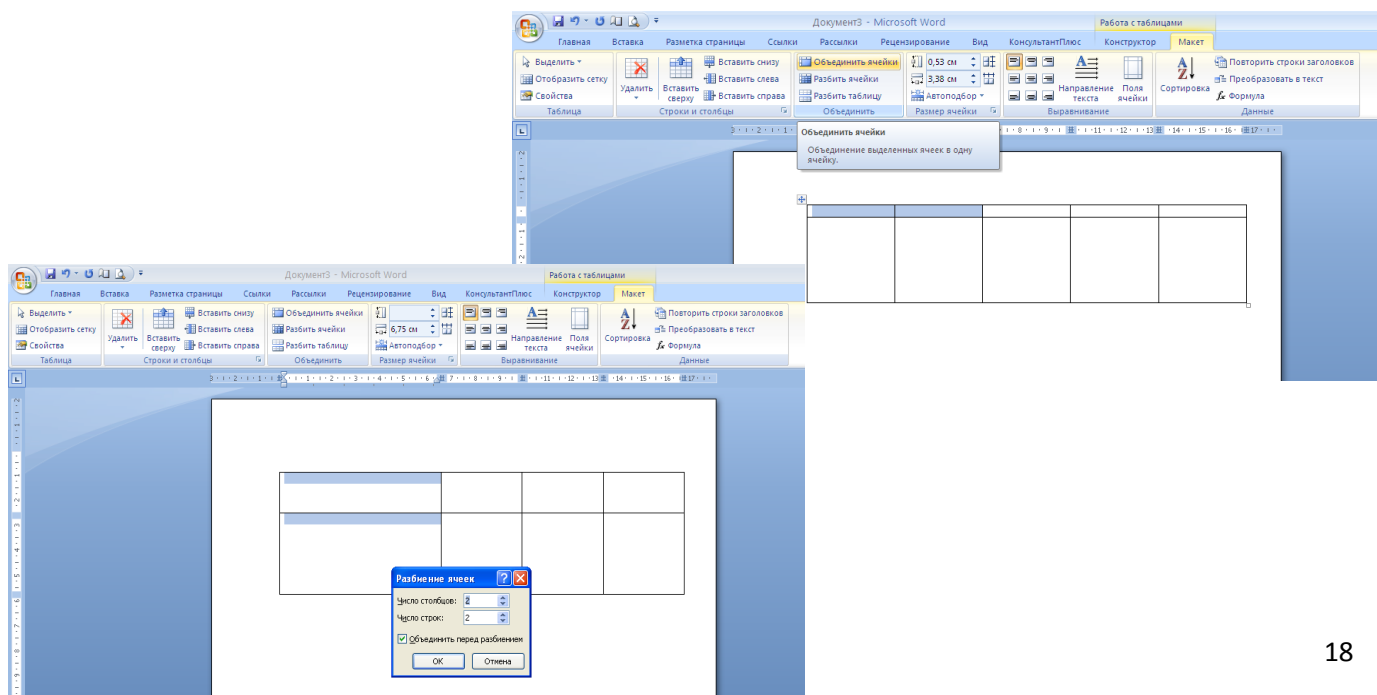 Документ3 - Microsoft Word
Работа с таблицами
Главная Вставка Разметка страницы Ссылки Рассылки Рецензирование Вид КонсультантПлюс Конструктор Макет
Выделить Вставить снизу Объединить ячейки 0,53 см Повторить строки заголовков
Отобразить сетку Вставить слева Разбить ячейки 3,38 см Преобразовать в текст
Свойства Удалить Вставить сверху Вставить справа Разбить таблицу Автоподбор Направление текста Поля ячейки Сортировка Формула
Таблица Строки и столбцы Объединить Размер ячейки Выравнивание Данные
Объединить ячейки
Объединение выделенных ячеек в одну
ячейку.
Документ3 - Microsoft Word
Работа с таблицами
Главная Вставка Разметка страницы Ссылки Рассылки Рецензирование Вид КонсультантПлюс Конструктор Макет
Выделить Вставить снизу Объединить ячейки Повторить строки заголовков
Отобразить сетку Вставить слева Разбить ячейки 6,75 см Преобразовать в текст
Свойства Удалить Вставить сверху Вставить справа Разбить таблицу Автоподбор Направление текста Поля ячейки Сортировка Формула
Таблица Строки и столбцы Объединить Размер ячейки Выравнивание Данные
Разбиение ячеек
Число столбцов: 2
Число строк: 2
Объединить перед разбиением
ОК Отмена
18